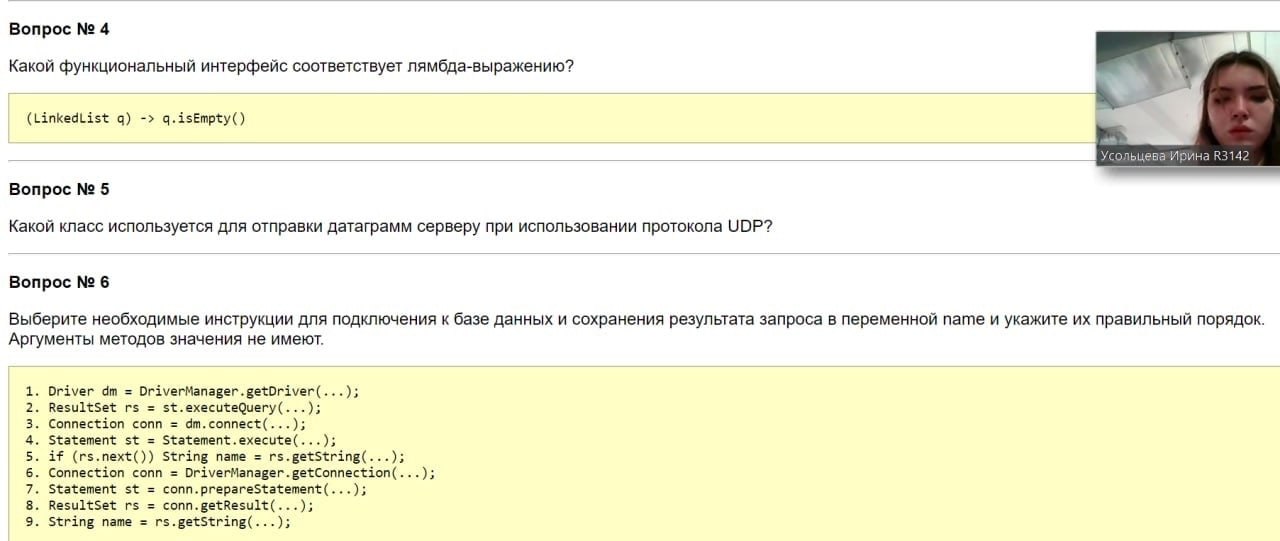 Вопрос № 4
Какой функциональный интерфейс соответствует лямбда-выражению?
(LinkedList q) -> q.isEmpty()
Усольцева Ирина R3142
Вопрос № 5
Какой класс используется для отправки датаграмм серверу при использовании протокола UDP?
Вопрос № 6
Выберите необходимые инструкции для подключения к базе данных и сохранения результата запроса в переменной name и укажите их правильный порядок.
Аргументы методов значения не имеют.
1. Driver dm = DriverManager.getDriver(...);
2. ResultSet rs = st.executeQuery(...);
3. Connection conn = dm.connect(...);
4. Statement st = Statement.execute(...);
5. if (rs.next()) String name = rs.getString(...);
6. Connection conn = DriverManager.getConnection(...);
7. Statement st = conn.prepareStatement(...);
8. ResultSet rs = conn.getResult(...);
9. String name = rs.getString(...);